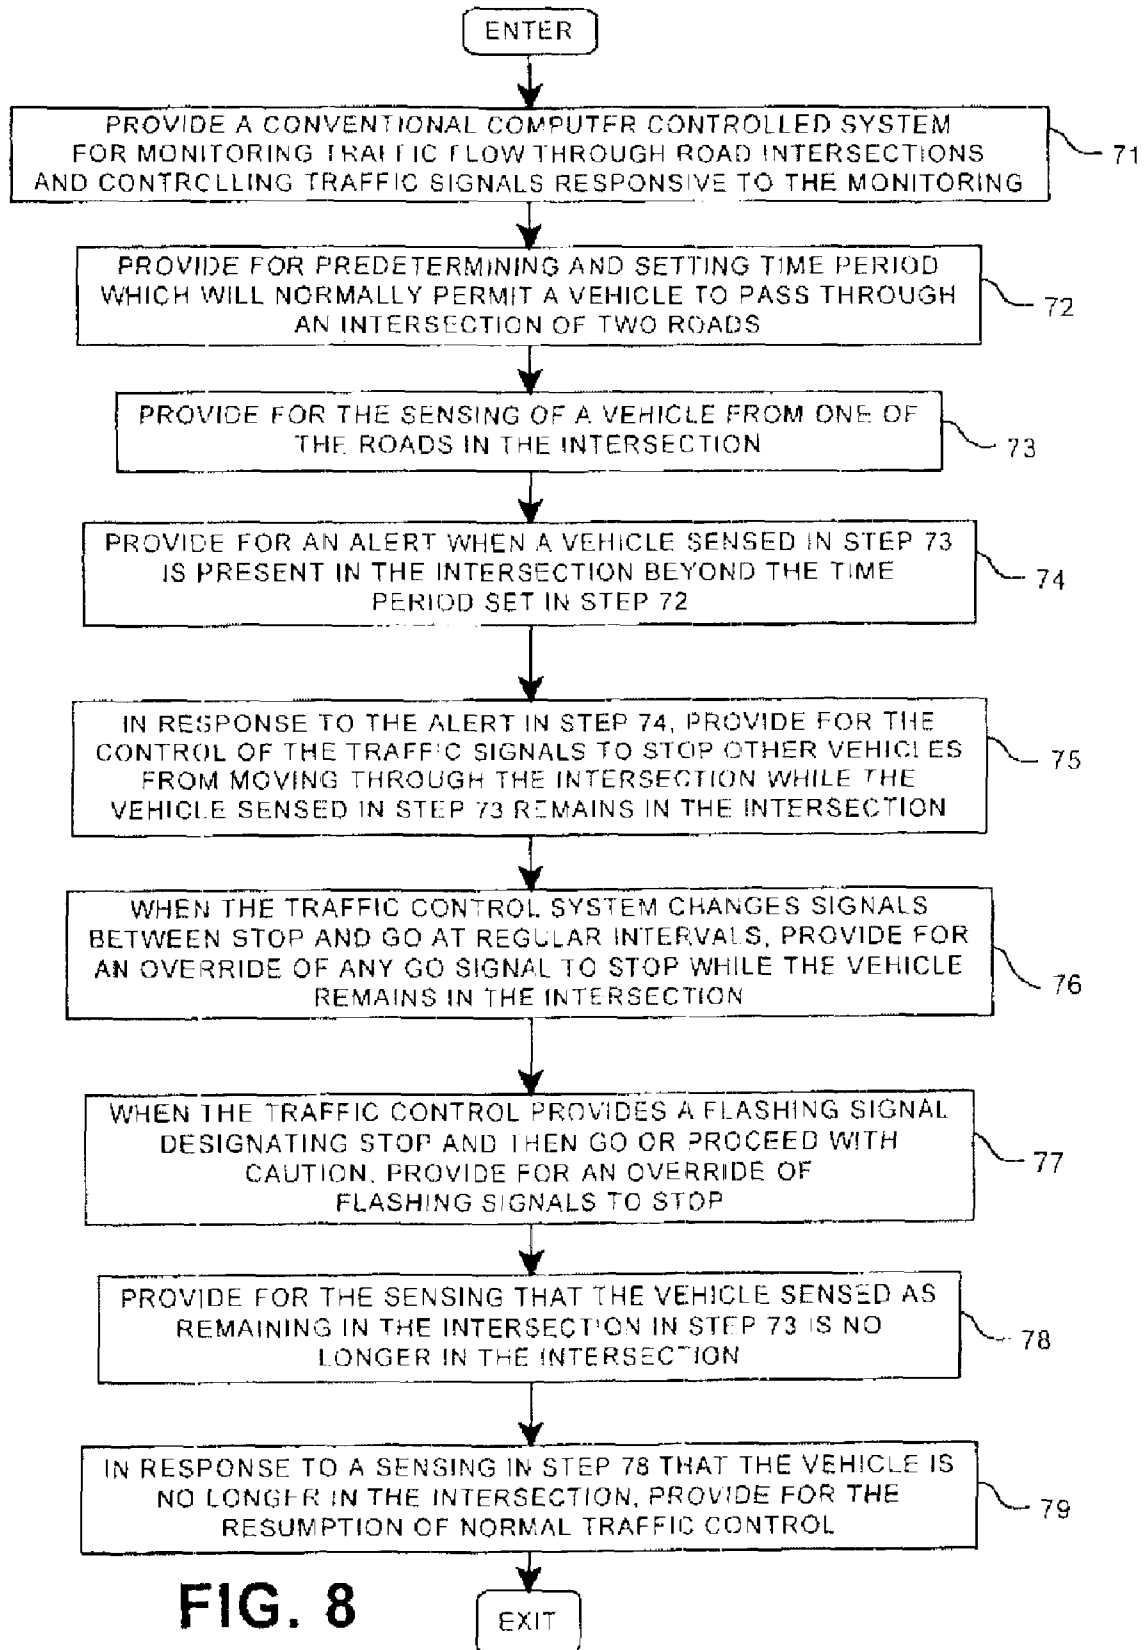 ENTER
PROVIDE A CONVENTIONAL COMPUTER CONTROLLED SYSTEM
FOR MONITORING TRAFFIC FLOW THROUGH ROAD INTERSECTIONS
AND CONTROLLING TRAFFIC SIGNALS RESPONSIVE TO THE MONITORING
71
PROVIDE FOR PREDETERMINING AND SETTING TIME PERIOD
WHICH WILL NORMALLY PERMIT A VEHICLE TO PASS THROUGH
AN INTERSECTION OF TWO ROADS
72
PROVIDE FOR THE SENSING OF A VEHICLE FROM ONE OF
THE ROADS IN THE INTERSECTION
73
PROVIDE FOR AN ALERT WHEN A VEHICLE SENSED IN STEP 73
IS PRESENT IN THE INTERSECTION BEYOND THE TIME
PERIOD SET IN STEP 72
74
IN RESPONSE TO THE ALERT IN STEP 74, PROVIDE FOR THE
CONTROL OF THE TRAFFIC SIGNALS TO STOP OTHER VEHICLES
FROM MOVING THROUGH THE INTERSECTION WHILE THE
VEHICLE SENSED IN STEP 73 REMAINS IN THE INTERSECTION
75
WHEN THE TRAFFIC CONTROL SYSTEM CHANGES SIGNALS
BETWEEN STOP AND GO AT REGULAR INTERVALS, PROVIDE FOR
AN OVERRIDE OF ANY GO SIGNAL TO STOP WHILE THE VEHICLE
REMAINS IN THE INTERSECTION
76
WHEN THE TRAFFIC CONTROL PROVIDES A FLASHING SIGNAL
DESIGNATING STOP AND THEN GO OR PROCEED WITH
CAUTION, PROVIDE FOR AN OVERRIDE OF
FLASHING SIGNALS TO STOP
77
PROVIDE FOR THE SENSING THAT THE VEHICLE SENSED AS
REMAINING IN THE INTERSECTION IN STEP 73 IS NO
LONGER IN THE INTERSECTION
78
IN RESPONSE TO A SENSING IN STEP 78 THAT THE VEHICLE IS
NO LONGER IN THE INTERSECTION, PROVIDE FOR THE
RESUMPTION OF NORMAL TRAFFIC CONTROL
79
FIG. 8
EXIT